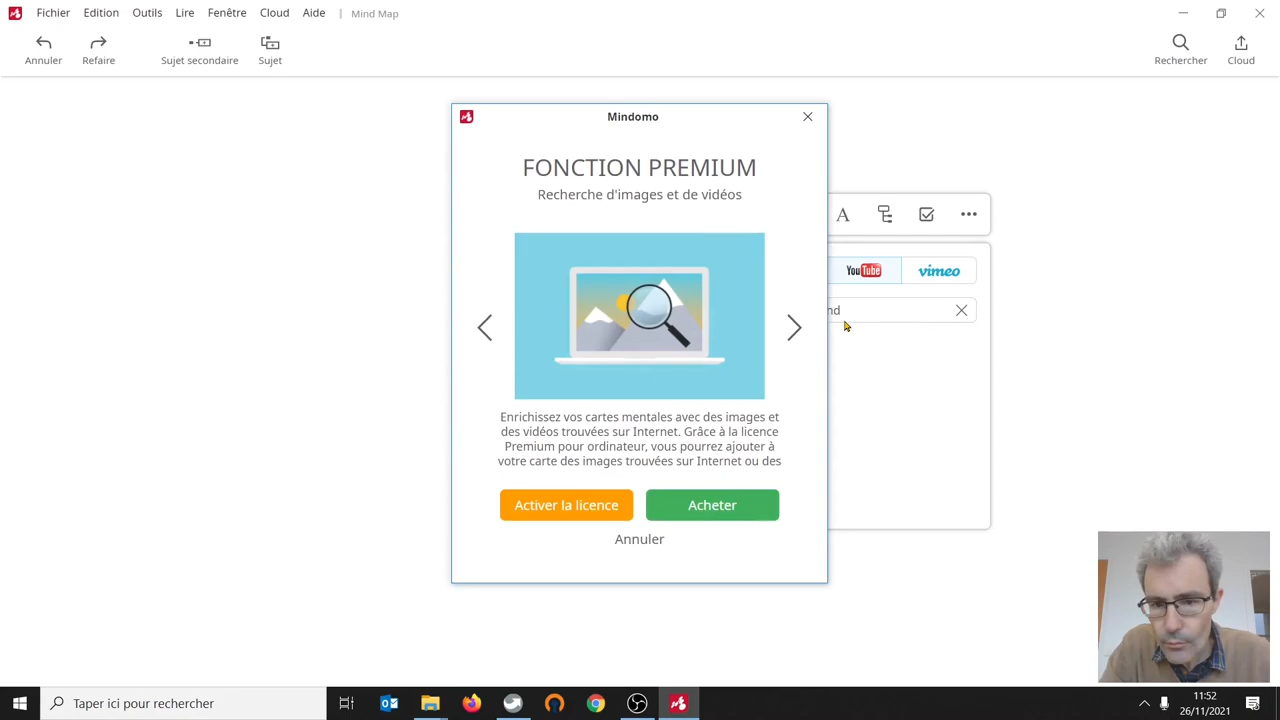 Fichier Edition Outils Lire Fenêtre Cloud Aide | Mind Map
Annuler Refaire Sujet secondaire Sujet Rechercher Cloud
Mindomo
FONCTION PREMIUM
Recherche d'images et de vidéos
A
YouTube vimeo
nd
Enrichissez vos cartes mentales avec des images et
des vidéos trouvées sur Internet. Grâce à la licence
Premium pour ordinateur, vous pourrez ajouter à
votre carte des images trouvées sur Internet ou des
Activer la licence Acheter
Annuler
Taper ici pour rechercher
11:52
26/11/2021